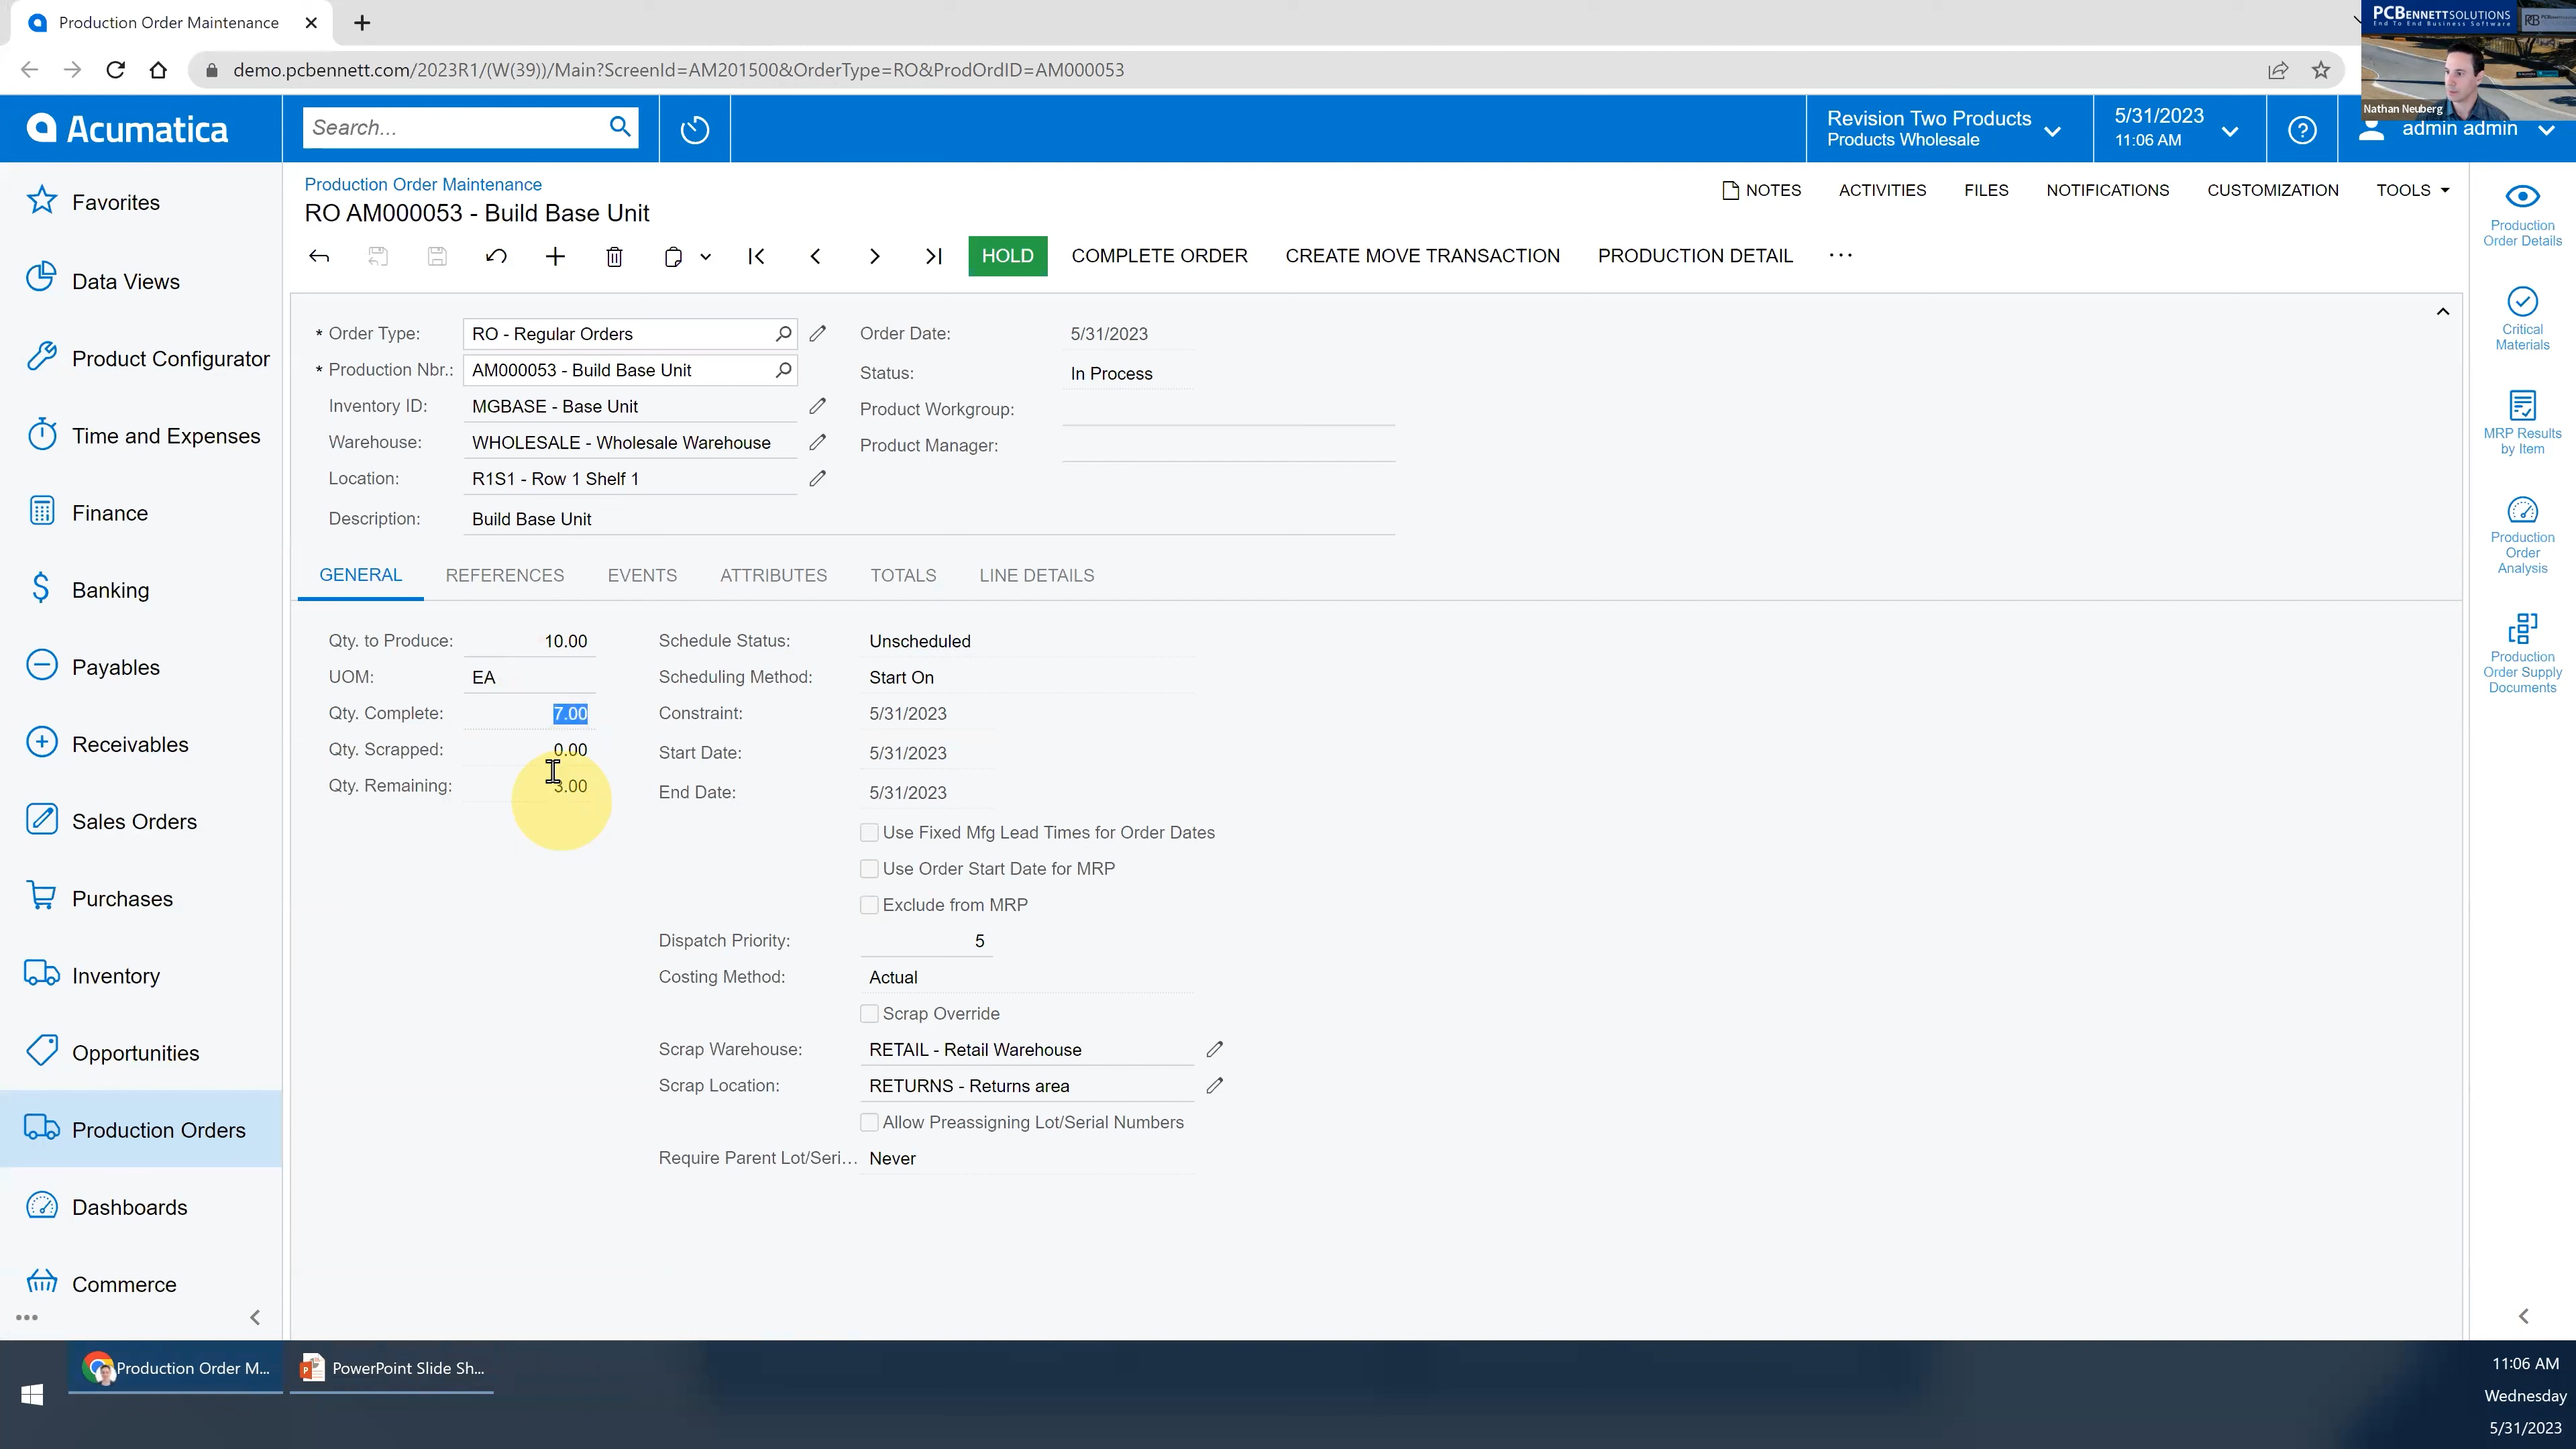 Production Order Maintenance
demo.pcbennett.com/2023R1/(W(39))/Main?ScreenId=AM201500&OrderType=RO&ProdOrdID=AM000053
PCBENNETTSOLUTIONS
End To End Business Software
Nathan Neuberg
Acumatica
Search...
Revision Two Products
Products Wholesale
5/31/2023
11:06 AM
admin admin
Favorites
Data Views
Product Configurator
Time and Expenses
Finance
Banking
Payables
Receivables
Sales Orders
Purchases
Inventory
Opportunities
Production Orders
Dashboards
Commerce
Production Order Maintenance
RO AM000053 - Build Base Unit
NOTES ACTIVITIES FILES NOTIFICATIONS CUSTOMIZATION TOOLS
HOLD COMPLETE ORDER CREATE MOVE TRANSACTION PRODUCTION DETAIL ...
* Order Type: RO - Regular Orders
* Production Nbr.: AM000053 - Build Base Unit
Inventory ID: MGBASE - Base Unit
Warehouse: WHOLESALE - Wholesale Warehouse
Location: R1S1 - Row 1 Shelf 1
Description: Build Base Unit
Order Date: 5/31/2023
Status: In Process
Product Workgroup:
Product Manager:
GENERAL REFERENCES EVENTS ATTRIBUTES TOTALS LINE DETAILS
Qty. to Produce: 10.00
UOM: EA
Qty. Complete: 7.00
Qty. Scrapped: 0.00
Qty. Remaining: 3.00
Schedule Status: Unscheduled
Scheduling Method: Start On
Constraint: 5/31/2023
Start Date: 5/31/2023
End Date: 5/31/2023
Use Fixed Mfg Lead Times for Order Dates
Use Order Start Date for MRP
Exclude from MRP
Dispatch Priority: 5
Costing Method: Actual
Scrap Override
Scrap Warehouse: RETAIL - Retail Warehouse
Scrap Location: RETURNS - Returns area
Allow Preassigning Lot/Serial Numbers
Require Parent Lot/Seri... Never
Production
Order Details
Critical
Materials
MRP Results
by Item
Production
Order
Analysis
Production
Order Supply
Documents
Production Order M...
PowerPoint Slide Sh...
11:06 AM
Wednesday
5/31/2023